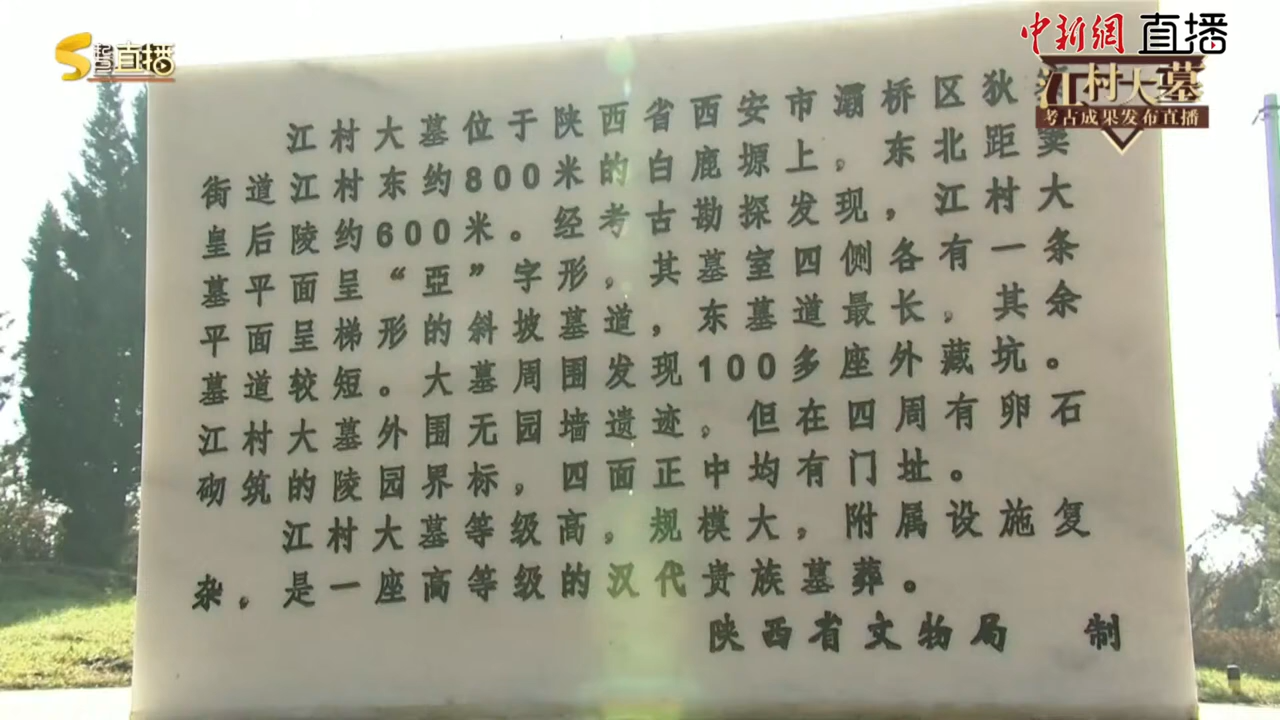 S起点直播
中新網 直播
江村大墓
考古成果发布直播
江村大墓位于陕西省西安市灞桥区狄
街道江村东约800米的白鹿塬上，东北距窦
皇后陵约600米。经考古勘探发现，江村大
墓平面呈“亞”字形，其墓室四侧各有一条
平面呈梯形的斜坡墓道，东墓道最长，其余
墓道较短。大墓周围发现100多座外藏坑。
江村大墓外围无园墙遗迹，但在四周有卵石
砌筑的陵园界标，四面正中均有门址。
江村大墓等级高，规模大，附属设施复
杂，是一座高等级的汉代贵族墓葬。
陕西省文物局 制